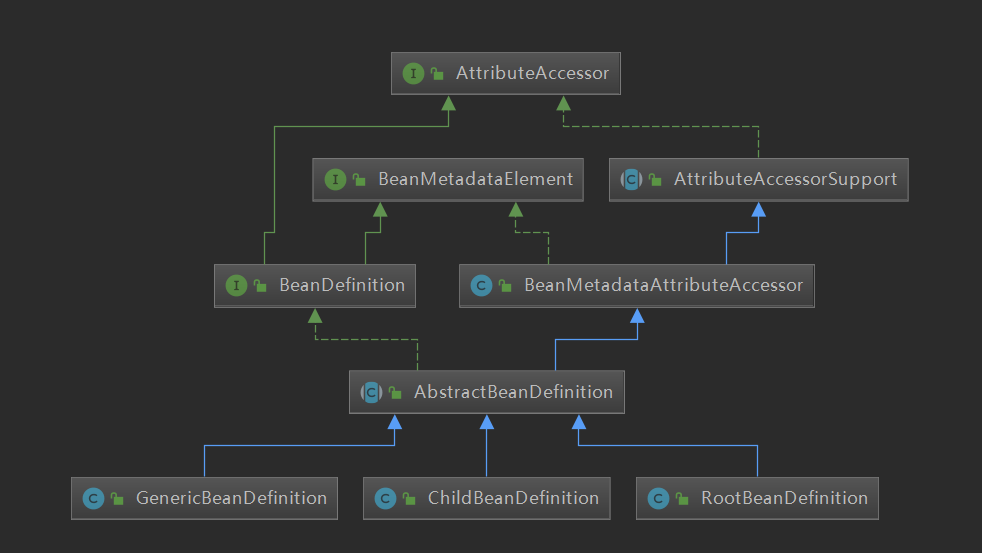 I AttributeAccessor
I BeanMetadataElement
C AttributeAccessorSupport
I BeanDefinition
C BeanMetadataAttributeAccessor
C AbstractBeanDefinition
C GenericBeanDefinition
C ChildBeanDefinition
C RootBeanDefinition